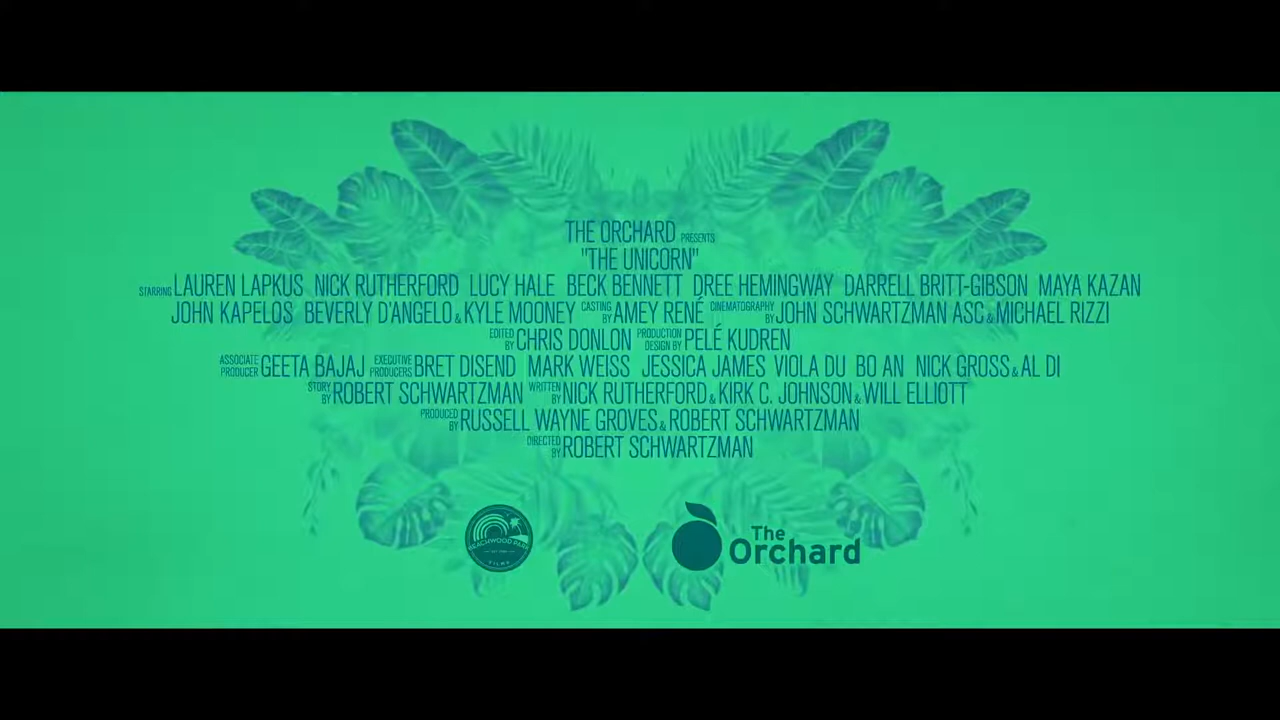 THE ORCHARD PRESENTS
"THE UNICORN"
STARRING LAUREN LAPKUS NICK RUTHERFORD LUCY HALE BECK BENNETT DREE HEMINGWAY DARRELL BRITT-GIBSON MAYA KAZAN
JOHN KAPELOS BEVERLY D'ANGELO & KYLE MOONEY CASTING BY AMEY RENÉ CINEMATOGRAPHY BY JOHN SCHWARTZMAN ASC & MICHAEL RIZZI
EDITED BY CHRIS DONLON PRODUCTION DESIGN BY PELÉ KUDREN
ASSOCIATE PRODUCER GEETA BAJAJ EXECUTIVE PRODUCERS BRET DISEND MARK WEISS JESSICA JAMES VIOLA DU BO AN NICK GROSS & AL DI
STORY BY ROBERT SCHWARTZMAN WRITTEN BY NICK RUTHERFORD & KIRK C. JOHNSON & WILL ELLIOTT
PRODUCED BY RUSSELL WAYNE GROVES & ROBERT SCHWARTZMAN
DIRECTED BY ROBERT SCHWARTZMAN
BEACHWOOD PARK
FILMS
The
Orchard